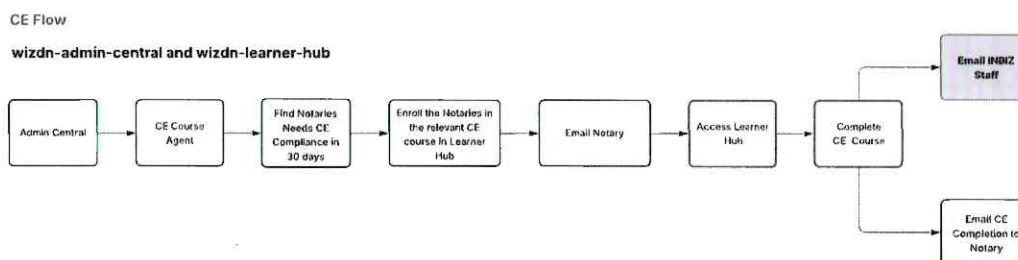 CE Flow
wizdn-admin-central and wizdn-learner-hub
Admin Central
CE Course
Agent
Find Notaries
Needs CE
Compliance in
30 days
Enroll the Notaries in
the relevant CE
course in Learner
Hub
Email Notary
Access Learner
Hub
Complete
CE Course
Email INDIZ
Staff
Email CE
Completion to
Notary